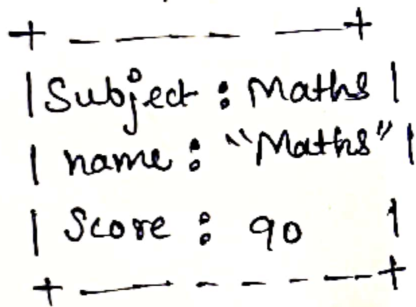 + - - - - +
| Subject : Maths |
| name : "Maths" |
| Score : 90 |
+ - - - - - +